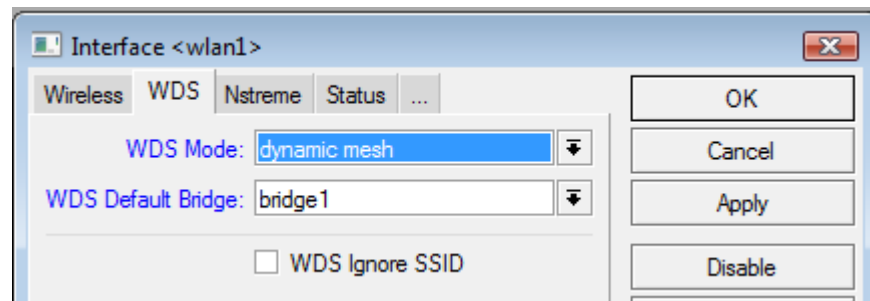 Interface <wlan1>
Wireless WDS Nstreme Status ...
OK
WDS Mode: dynamic mesh
Cancel
WDS Default Bridge: bridge1
Apply
WDS Ignore SSID
Disable